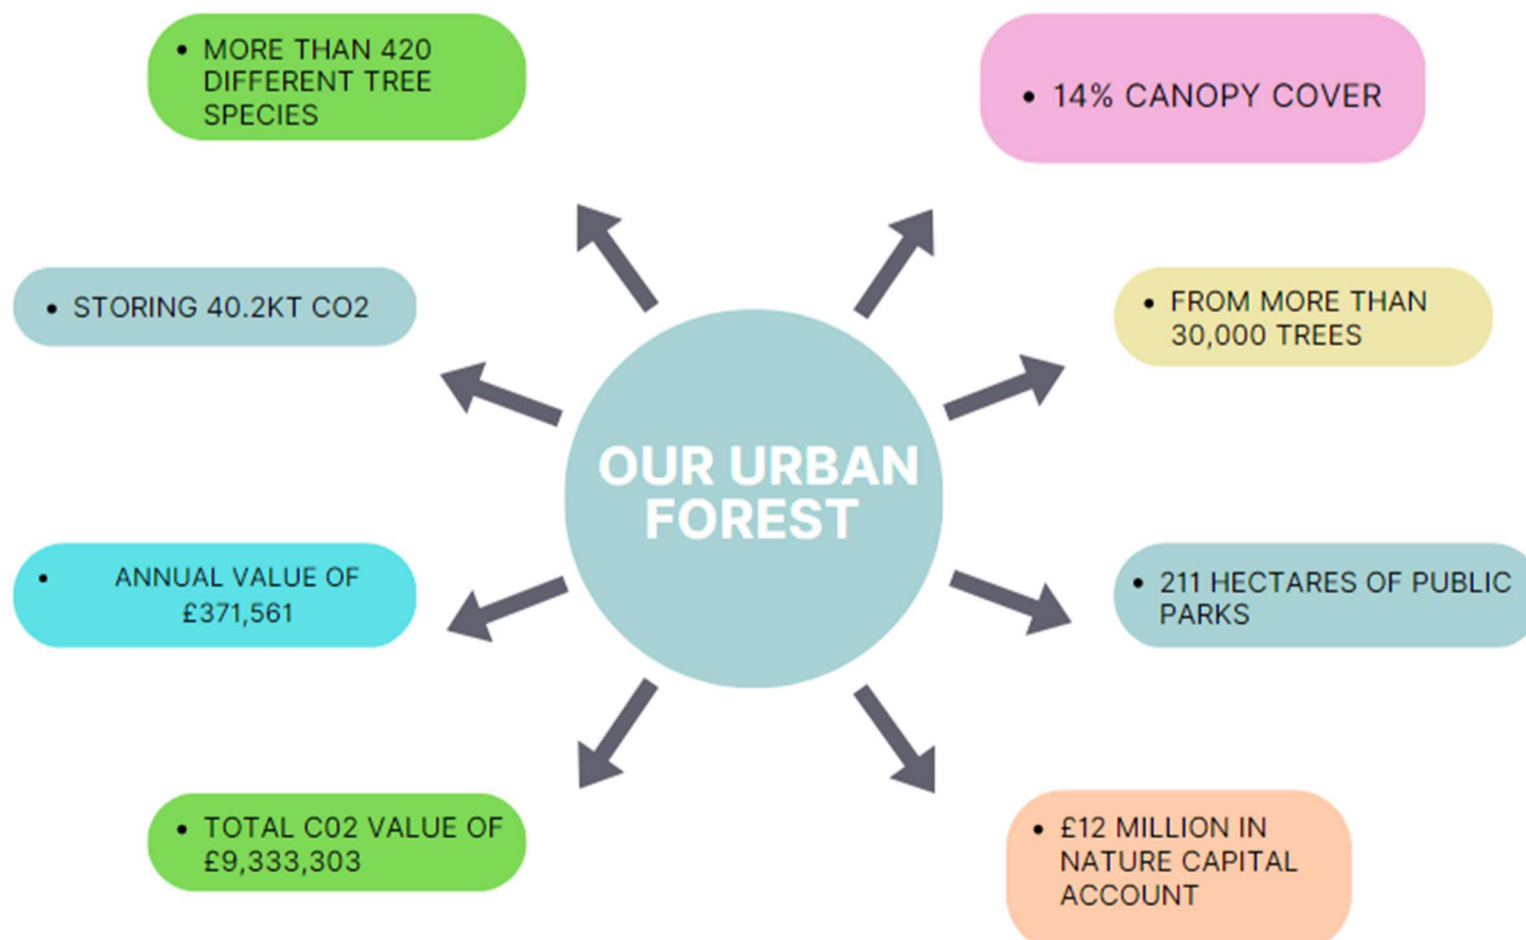 • MORE THAN 420
DIFFERENT TREE
SPECIES
• 14% CANOPY COVER
• STORING 40.2KT CO2
• FROM MORE THAN
30,000 TREES
OUR URBAN
FOREST
• ANNUAL VALUE OF
£371,561
• 211 HECTARES OF PUBLIC
PARKS
• TOTAL C02 VALUE OF
£9,333,303
• £12 MILLION IN
NATURE CAPITAL
ACCOUNT